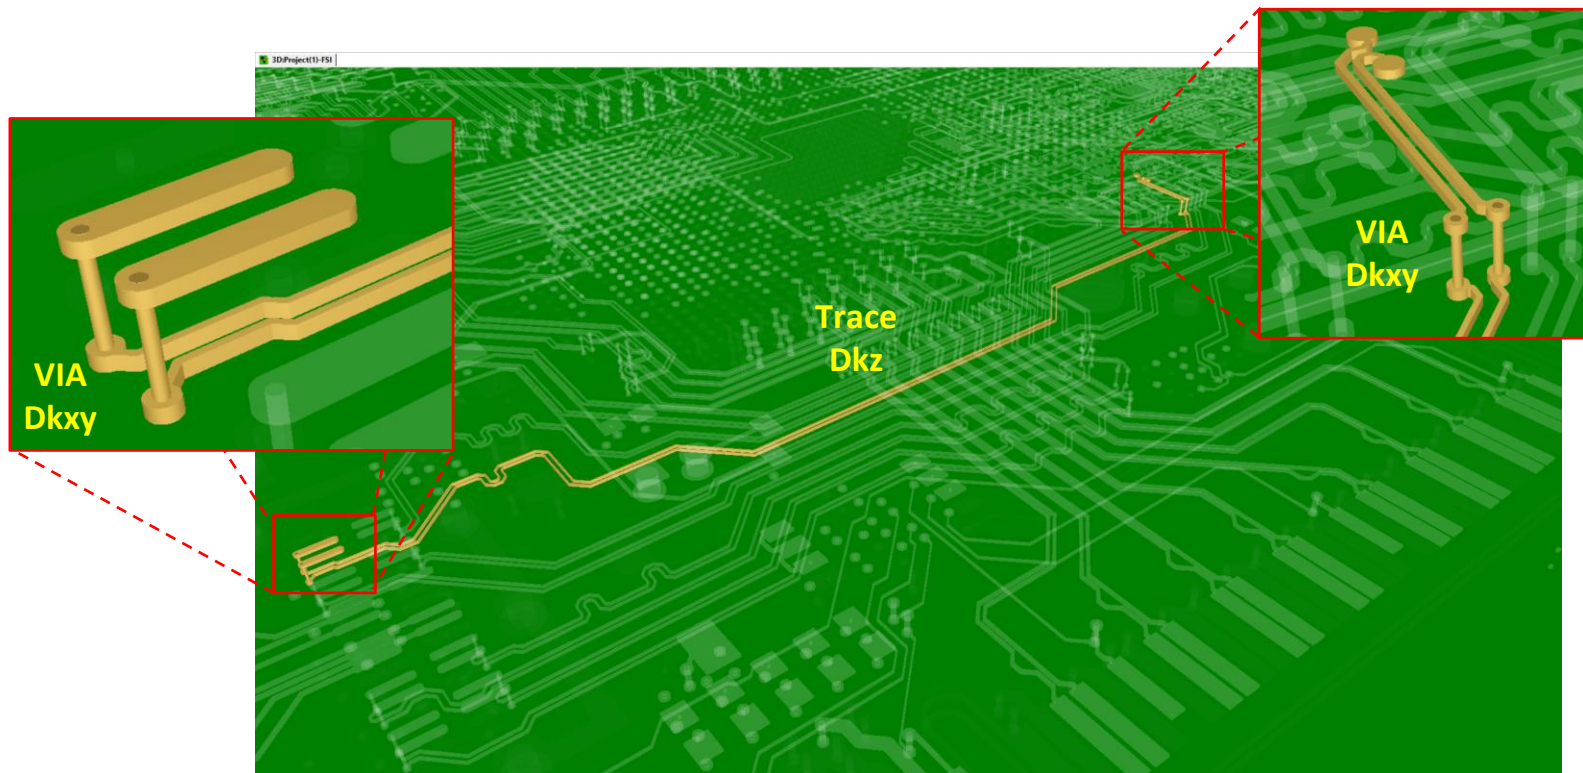 3D:Project(1)-FSI
VIA
Dkxy
Trace
Dkz
VIA
Dkxy